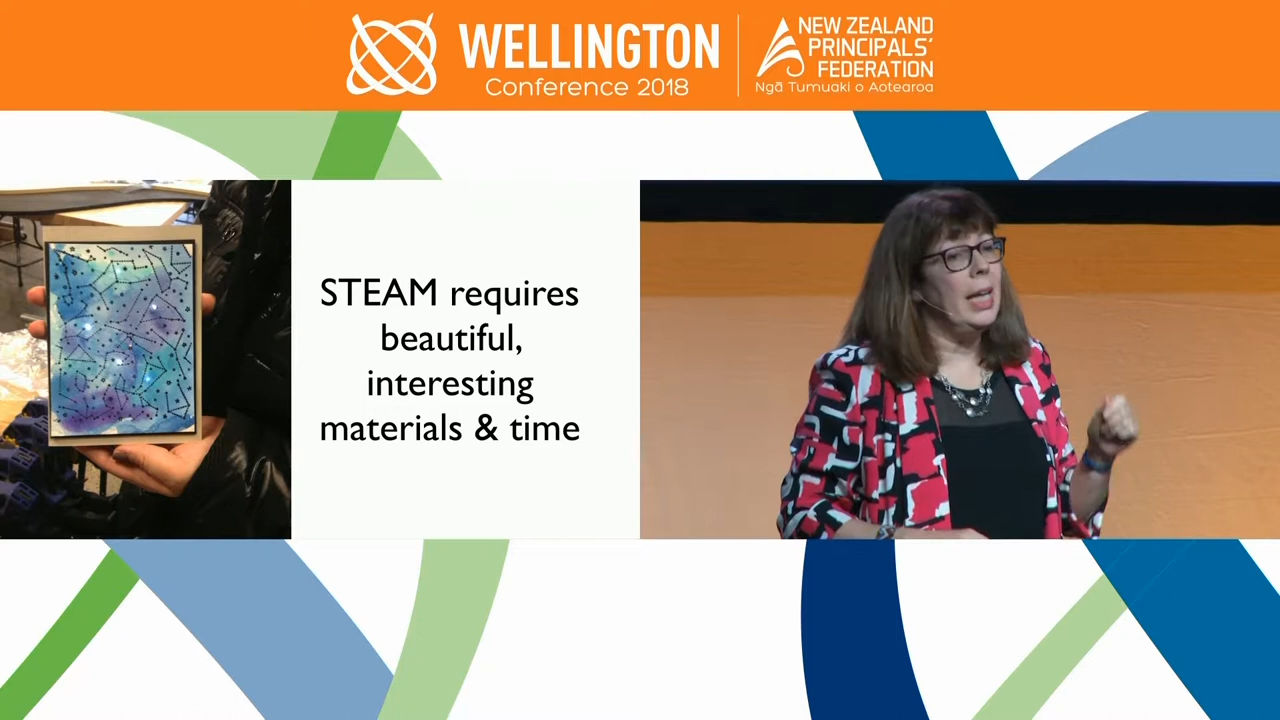 WELLINGTON
Conference 2018
NEW ZEALAND
PRINCIPALS'
FEDERATION
Ngā Tumuaki o Aotearoa
STEAM requires
beautiful,
interesting
materials & time